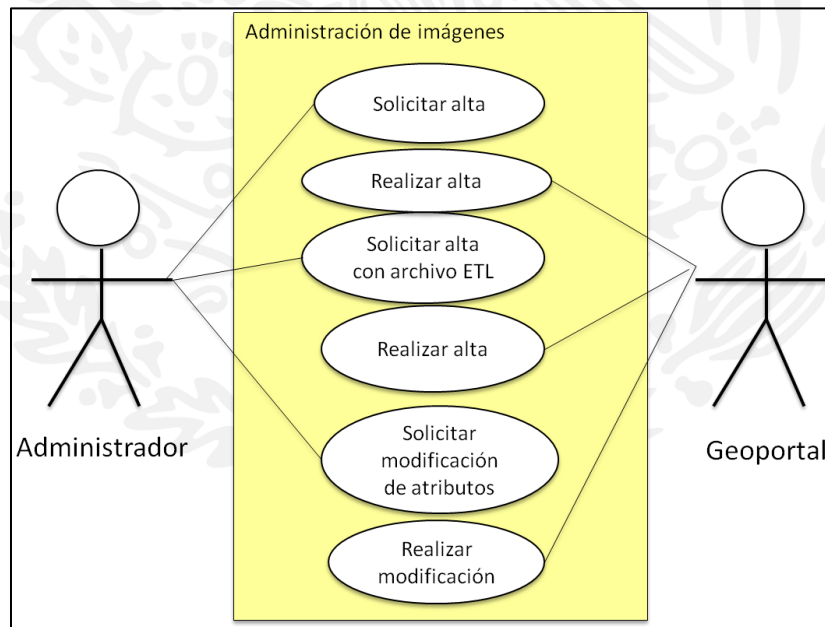 Administración de imágenes
Solicitar alta
Realizar alta
Solicitar alta
con archivo ETL
Realizar alta
Administrador
Solicitar
modificación
de atributos
Geoportal
Realizar
modificación